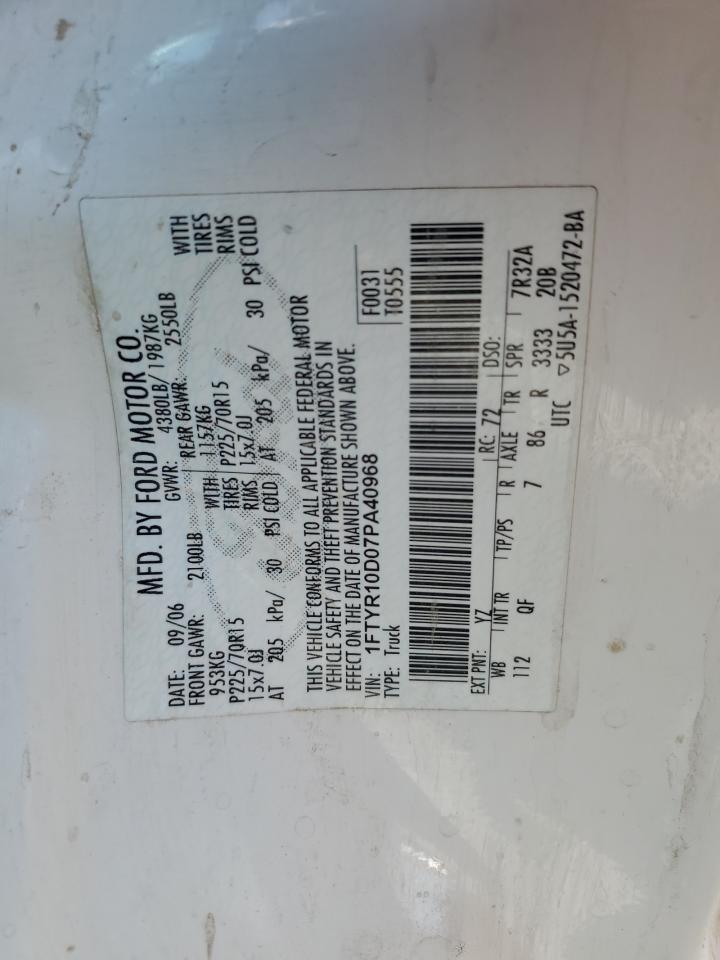 MFD. BY FORD MOTOR CO.
DATE: 09/06 GVWR: 4380LB/1987KG
FRONT GAWR: 2100LB REAR GAWR: 2550LB
953KG WITH 1157KG WITH
P225/70R15 TIRES P225/70R15 TIRES
15x7.0J RIMS 15x7.0J RIMS
AT 205 kPa/ 30 PSI COLD AT 205 kPa/ 30 PSI COLD
THIS VEHICLE CONFORMS TO ALL APPLICABLE FEDERAL MOTOR
VEHICLE SAFETY AND THEFT PREVENTION STANDARDS IN
EFFECT ON THE DATE OF MANUFACTURE SHOWN ABOVE.
VIN: 1FTYR10D07PA40968 F0031
TYPE: Truck T0555
EXT PNT: YZ RC: 72 DSO:
WB INT TR TP/PS R AXLE TR SPR 7R32A
112 QF 7 86 R 3333 20B
UTC ▽5U5A-1520472-BA